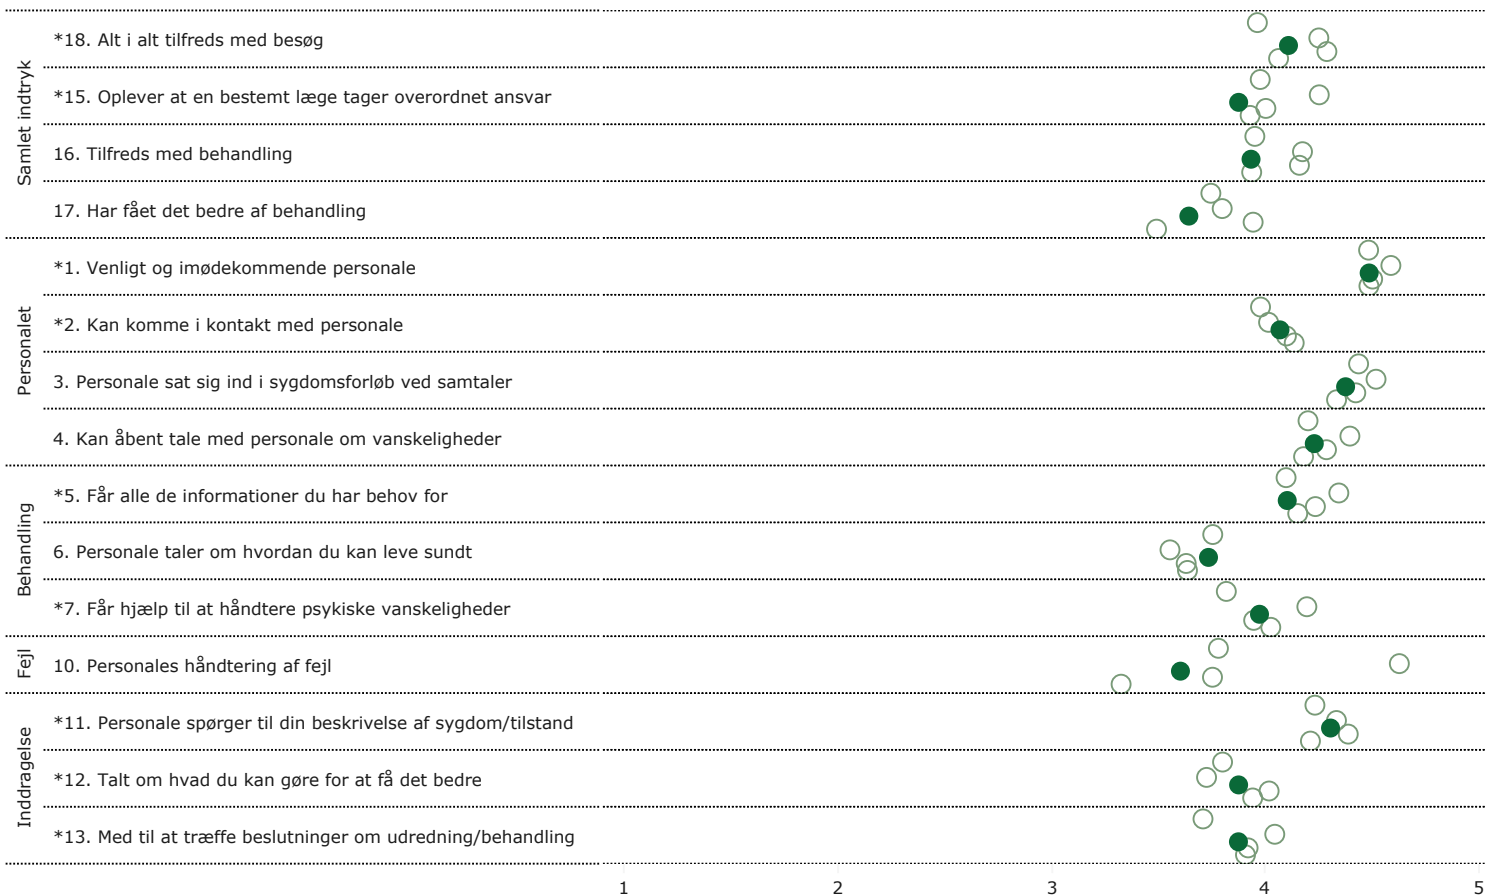 Samlet indtryk
*18. Alt i alt tilfreds med besøg
*15. Oplever at en bestemt læge tager overordnet ansvar
16. Tilfreds med behandling
17. Har fået det bedre af behandling
Personalet
*1. Venligt og imødekommende personale
*2. Kan komme i kontakt med personale
3. Personale sat sig ind i sygdomsforløb ved samtaler
4. Kan åbent tale med personale om vanskeligheder
Behandling
*5. Får alle de informationer du har behov for
6. Personale taler om hvordan du kan leve sundt
*7. Får hjælp til at håndtere psykiske vanskeligheder
Fejl
10. Personales håndtering af fejl
Inddragelse
*11. Personale spørger til din beskrivelse af sygdom/tilstand
*12. Talt om hvad du kan gøre for at få det bedre
*13. Med til at træffe beslutninger om udredning/behandling
1 2 3 4 5